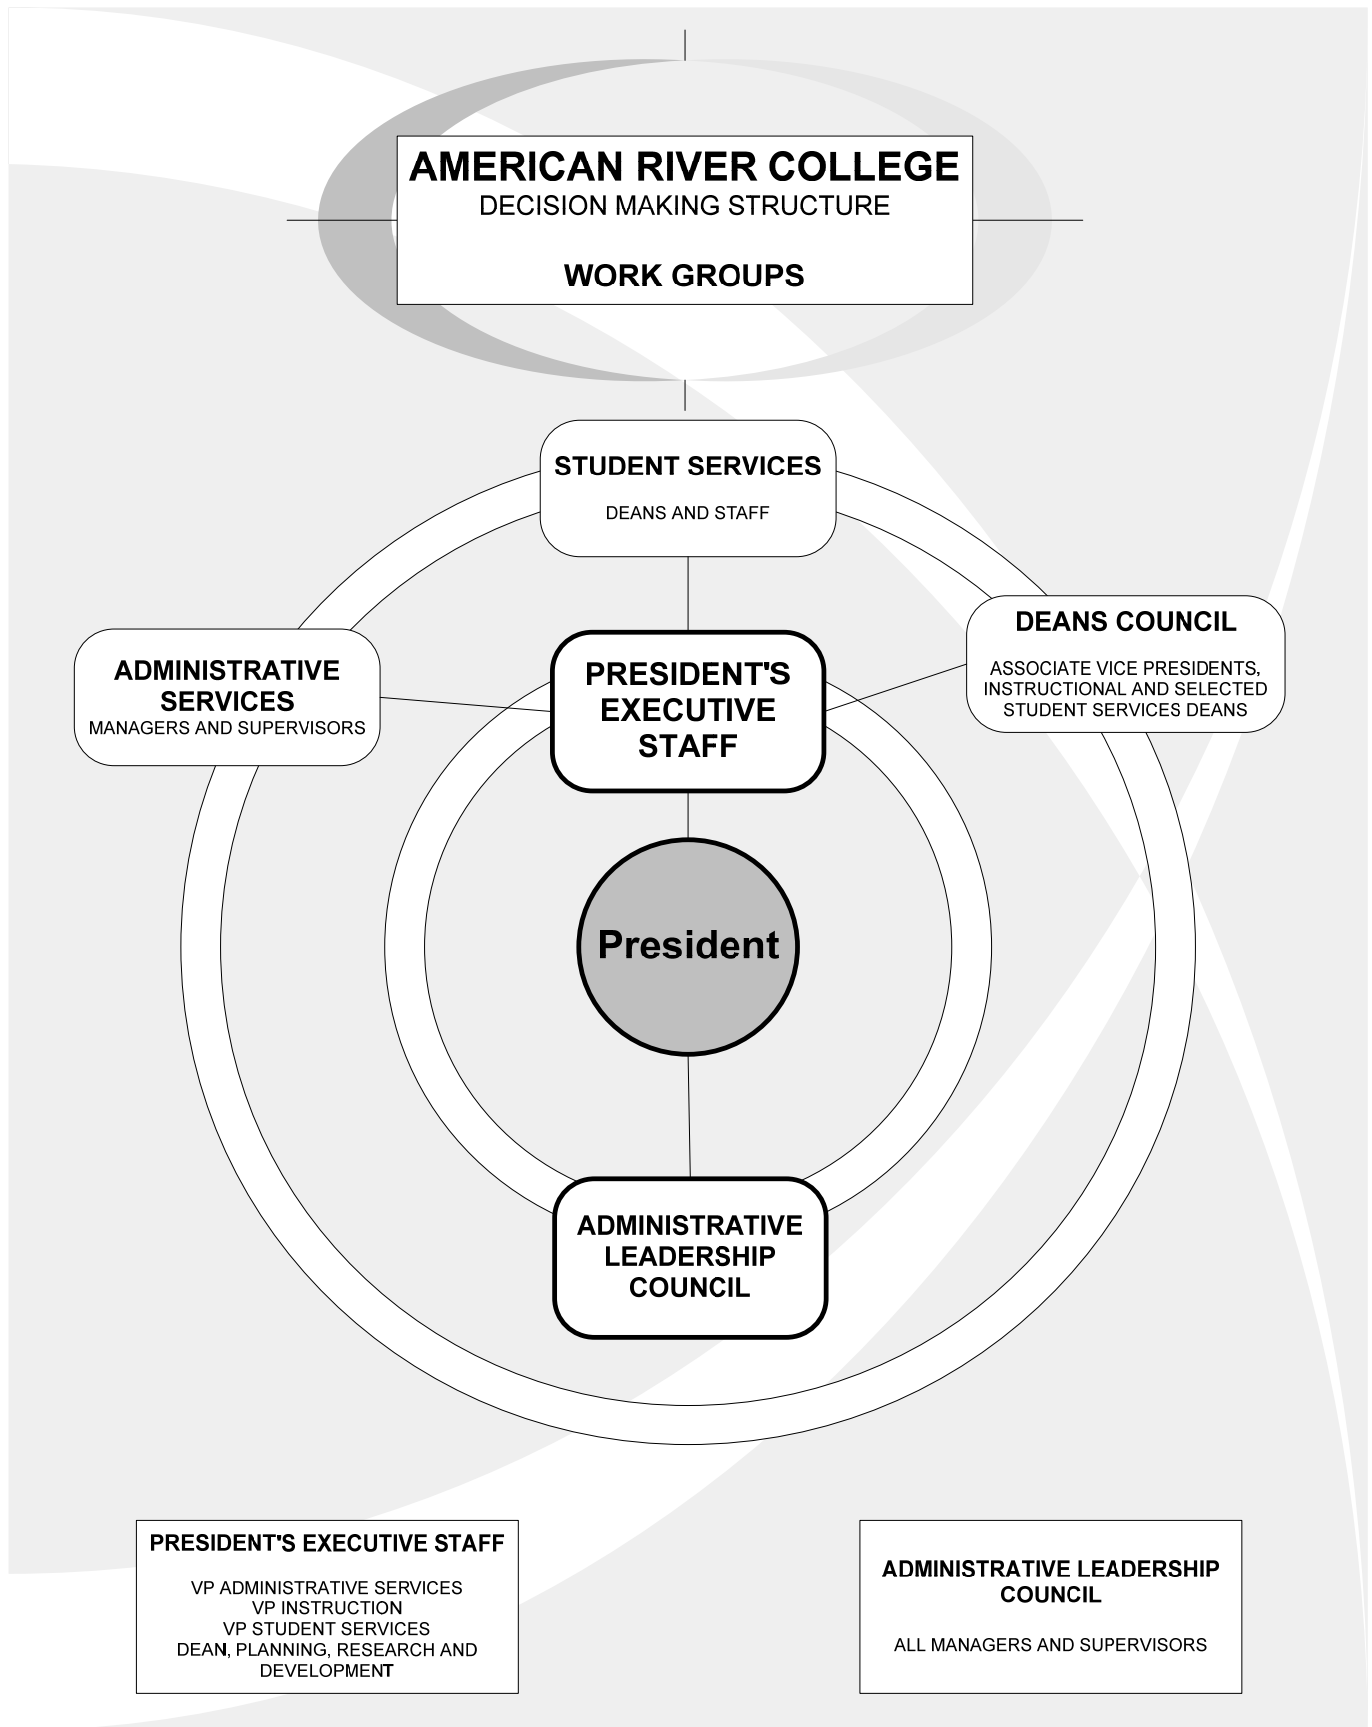 AMERICAN RIVER COLLEGE
DECISION MAKING STRUCTURE
WORK GROUPS
STUDENT SERVICES
DEANS AND STAFF
DEANS COUNCIL
ASSOCIATE VICE PRESIDENTS,
INSTRUCTIONAL AND SELECTED
STUDENT SERVICES DEANS
ADMINISTRATIVE
SERVICES
MANAGERS AND SUPERVISORS
PRESIDENT'S
EXECUTIVE
STAFF
President
ADMINISTRATIVE
LEADERSHIP
COUNCIL
PRESIDENT'S EXECUTIVE STAFF
VP ADMINISTRATIVE SERVICES
VP INSTRUCTION
VP STUDENT SERVICES
DEAN, PLANNING, RESEARCH AND
DEVELOPMENT
ADMINISTRATIVE LEADERSHIP
COUNCIL
ALL MANAGERS AND SUPERVISORS